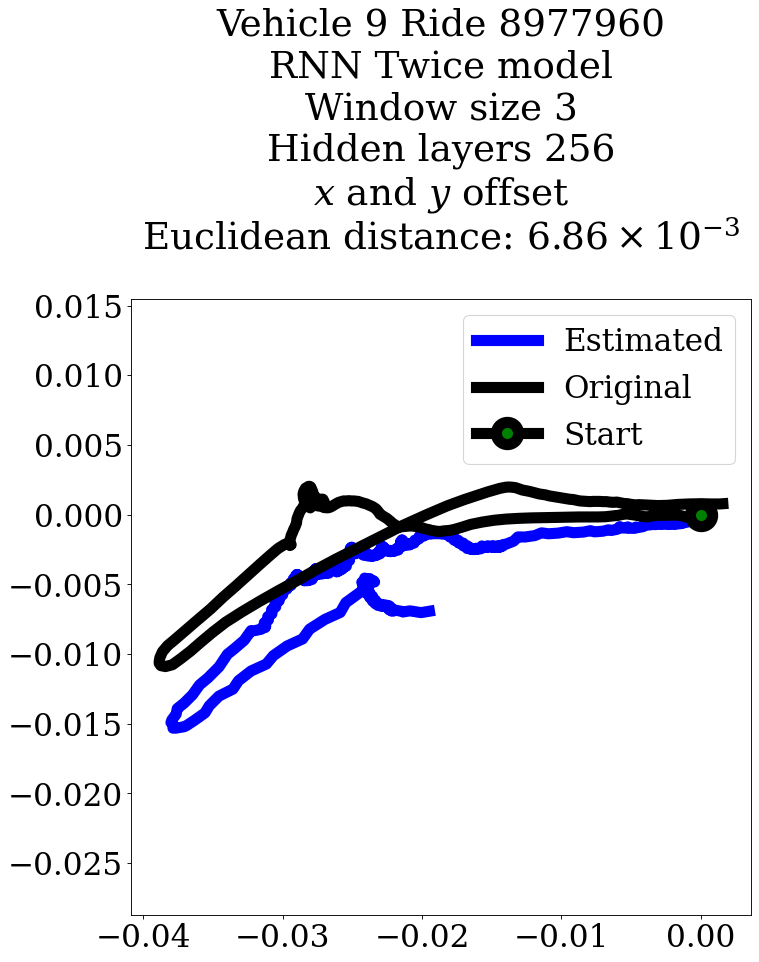 Vehicle 9 Ride 8977960
RNN Twice model
Window size 3
Hidden layers 256
x and y offset
Euclidean distance: 6.86 × 10⁻³
Estimated
Original
Start
0.015
0.010
0.005
0.000
−0.005
−0.010
−0.015
−0.020
−0.025
−0.04 −0.03 −0.02 −0.01 0.00